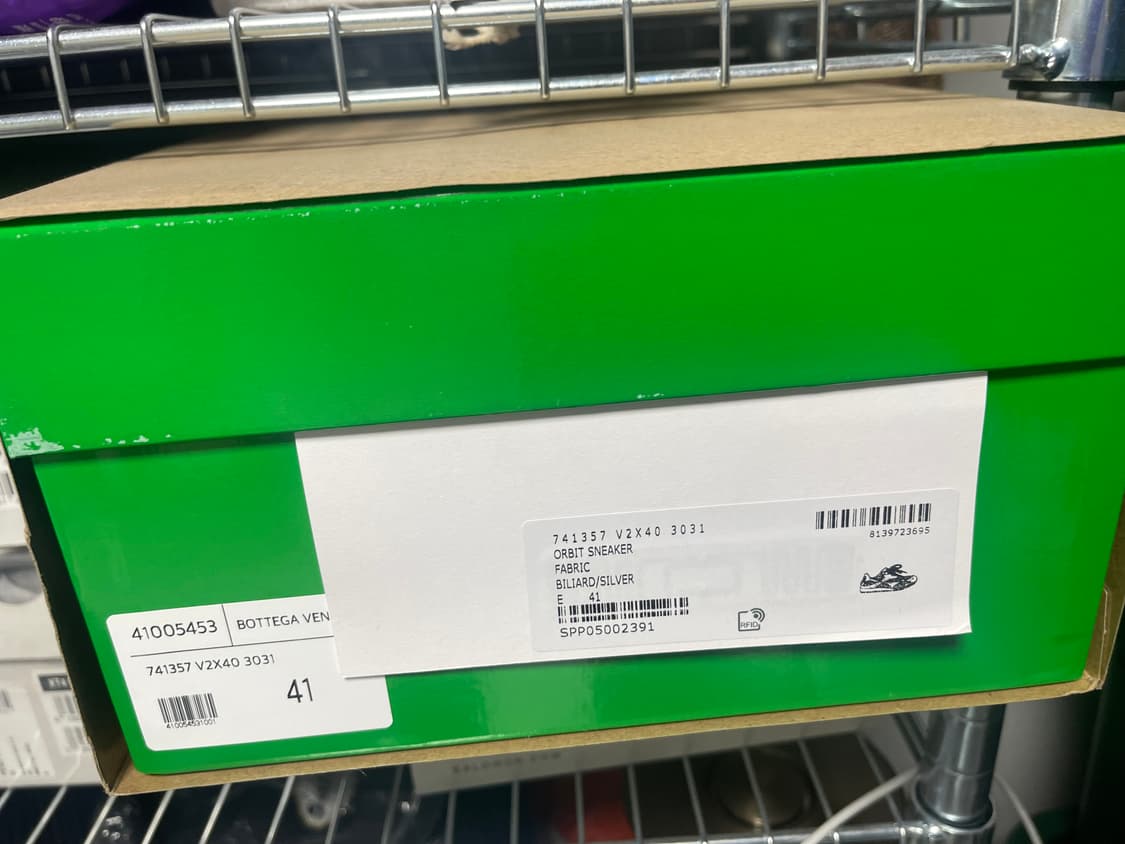 741357 V2X40 3031
ORBIT SNEAKER
FABRIC
BILIARD/SILVER
E 41
SPP05002391
8139723695
RFID
41005453
BOTTEGA VEN
741357 V2X40 3031
41
410054531001